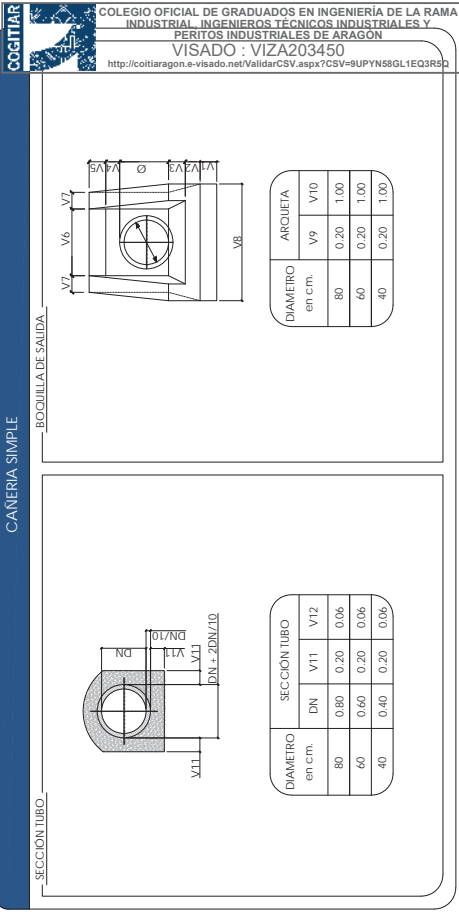 COGITIAR
COLEGIO OFICIAL DE GRADUADOS EN INGENIERÍA DE LA RAMA
INDUSTRIAL, INGENIEROS TÉCNICOS INDUSTRIALES Y
PERITOS INDUSTRIALES DE ARAGÓN
VISADO : VIZA203450
http://coitiaragon.e-visado.net/ValidarCSV.aspx?CSV=9UPYN58GL1EQ3R5Q
CAÑERIA SIMPLE
SECCIÓN TUBO
DN
DN/10
V11
V11
V11
DN + 2DN/10
DIAMETRO en cm. SECCIÓN TUBO
DN V11 V12
80 0.80 0.20 0.06
60 0.60 0.20 0.06
40 0.40 0.20 0.06
BOQUILLA DE SALIDA
V7 V6 V7
V5
V4
Ø
V3
V2
V1
V8
DIAMETRO en cm. ARQUETA
V9 V10
80 0.20 1.00
60 0.20 1.00
40 0.20 1.00